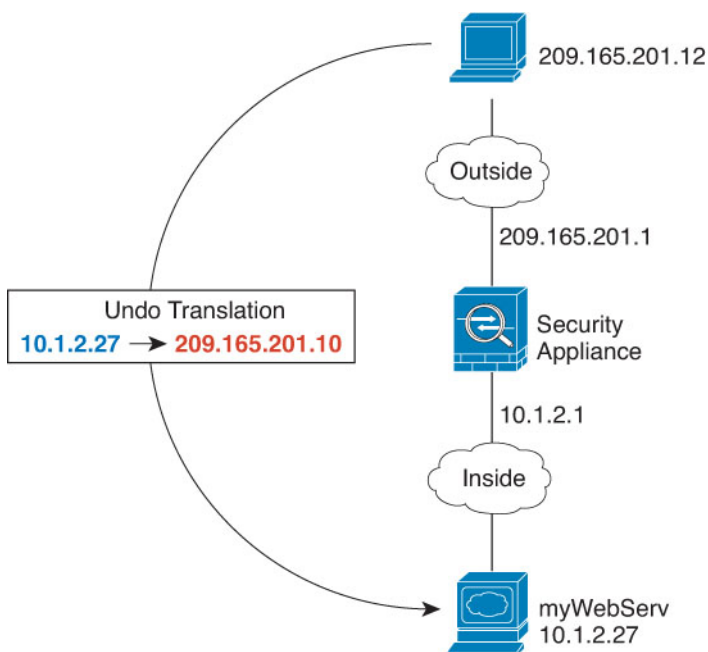 209.165.201.12
Outside
209.165.201.1
Undo Translation
10.1.2.27 → 209.165.201.10
Security
Appliance
10.1.2.1
Inside
myWebServ
10.1.2.27